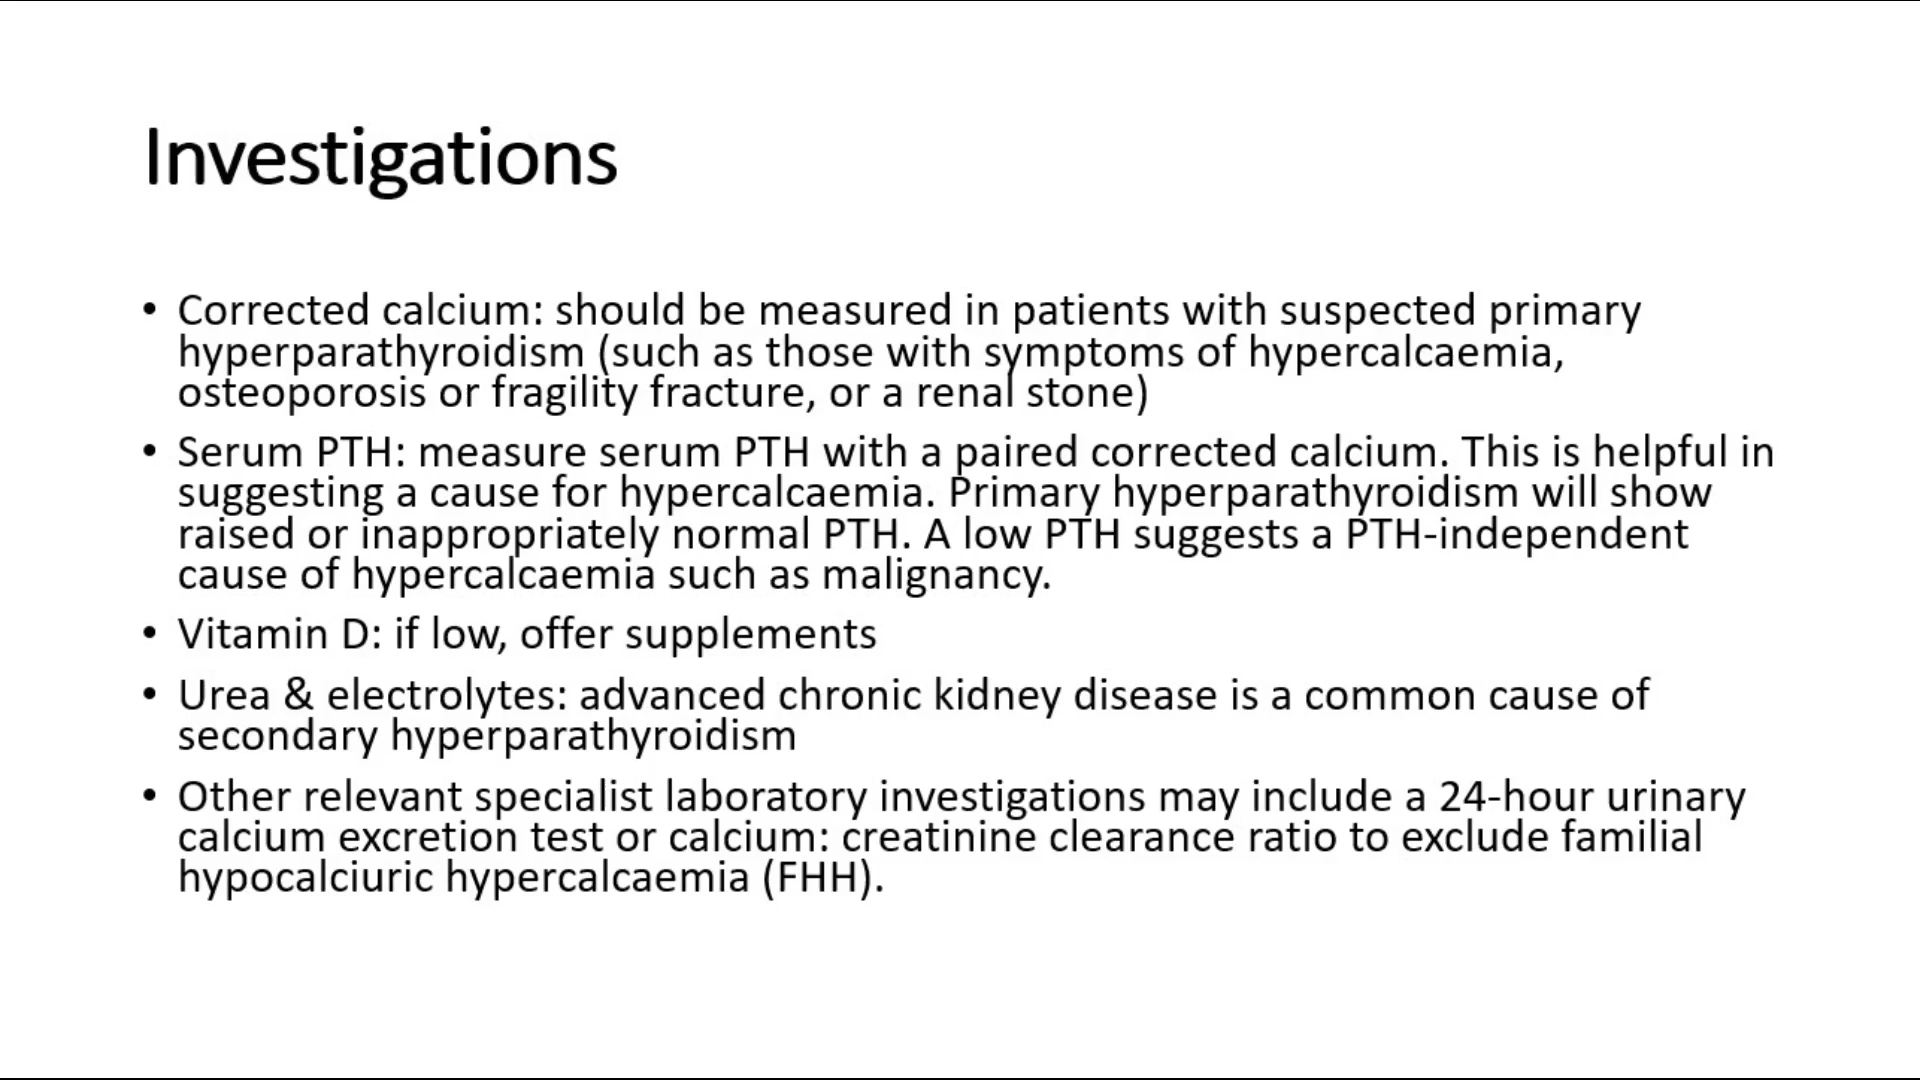 Investigations
• Corrected calcium: should be measured in patients with suspected primary
hyperparathyroidism (such as those with symptoms of hypercalcaemia,
osteoporosis or fragility fracture, or a renal stone)
• Serum PTH: measure serum PTH with a paired corrected calcium. This is helpful in
suggesting a cause for hypercalcaemia. Primary hyperparathyroidism will show
raised or inappropriately normal PTH. A low PTH suggests a PTH-independent
cause of hypercalcaemia such as malignancy.
• Vitamin D: if low, offer supplements
• Urea & electrolytes: advanced chronic kidney disease is a common cause of
secondary hyperparathyroidism
• Other relevant specialist laboratory investigations may include a 24-hour urinary
calcium excretion test or calcium: creatinine clearance ratio to exclude familial
hypocalciuric hypercalcaemia (FHH).